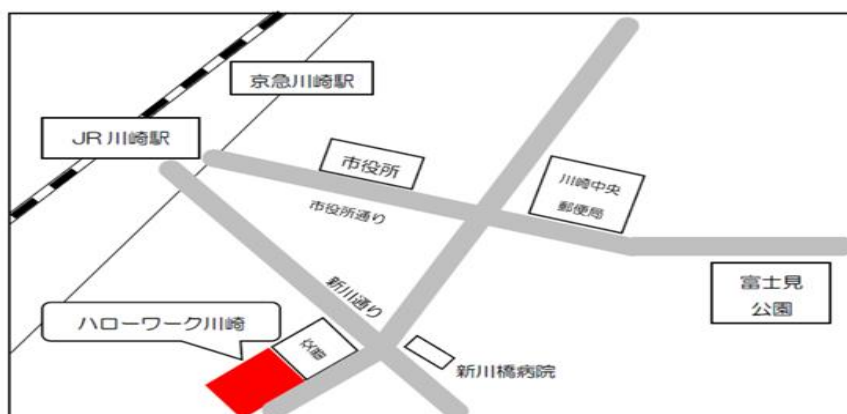 京急川崎駅
JR川崎駅
市役所
川崎中央
郵便局
市役所通り
富士見
公園
新川通り
ハローワーク川崎
交番
新川橋病院